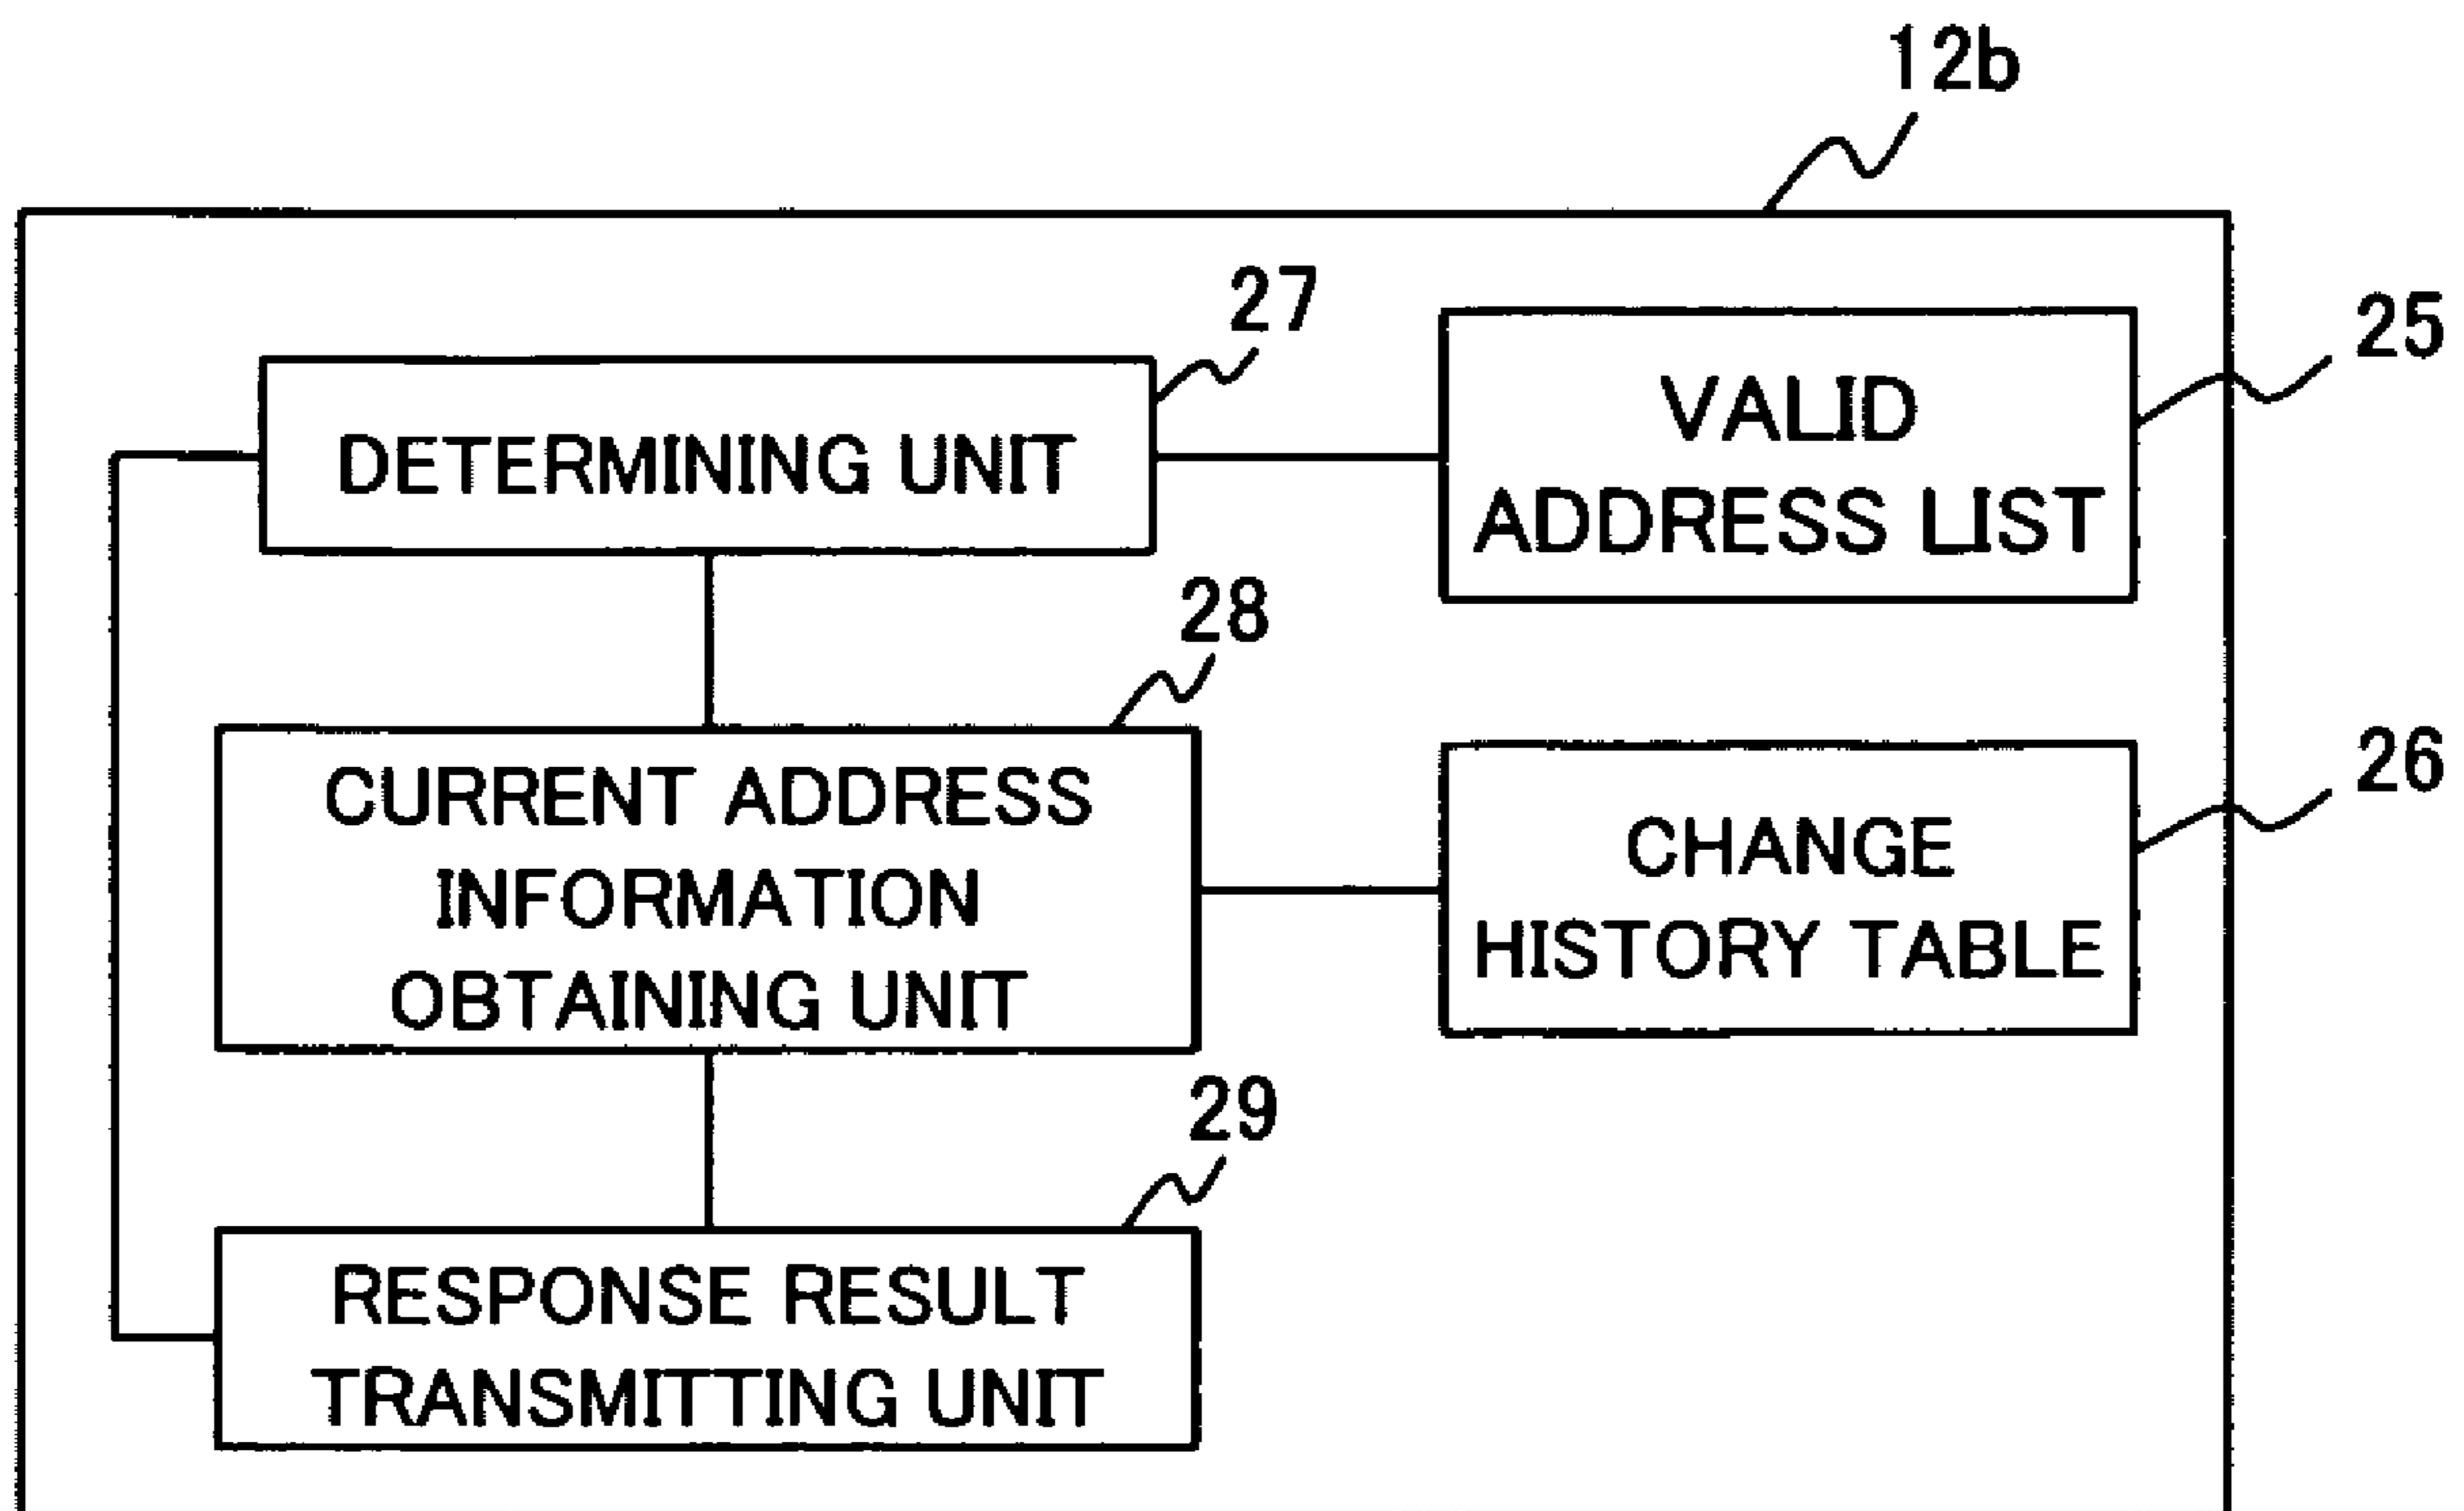 12b
27
25
DETERMINING UNIT
VALID
ADDRESS LIST
28
26
CURRENT ADDRESS
INFORMATION
OBTAINING UNIT
CHANGE
HISTORY TABLE
29
RESPONSE RESULT
TRANSMITTING UNIT